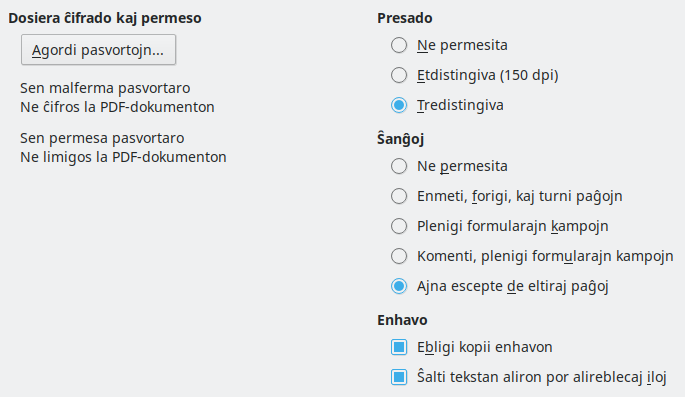 Dosiera ĉifrado kaj permeso
Agordi pasvortojn...
Sen malferma pasvortaro
Ne ĉifros la PDF-dokumenton
Sen permesa pasvortaro
Ne limigos la PDF-dokumenton
Presado
Ne permesita
Etdistingiva (150 dpi)
Tredistingiva
Ŝanĝoj
Ne permesita
Enmeti, forigi, kaj turni paĝojn
Plenigi formularajn kampojn
Komenti, plenigi formularajn kampojn
Ajna escepte de eltiraj paĝoj
Enhavo
Ebligi kopii enhavon
Ŝalti tekstan aliron por alireblecaj iloj